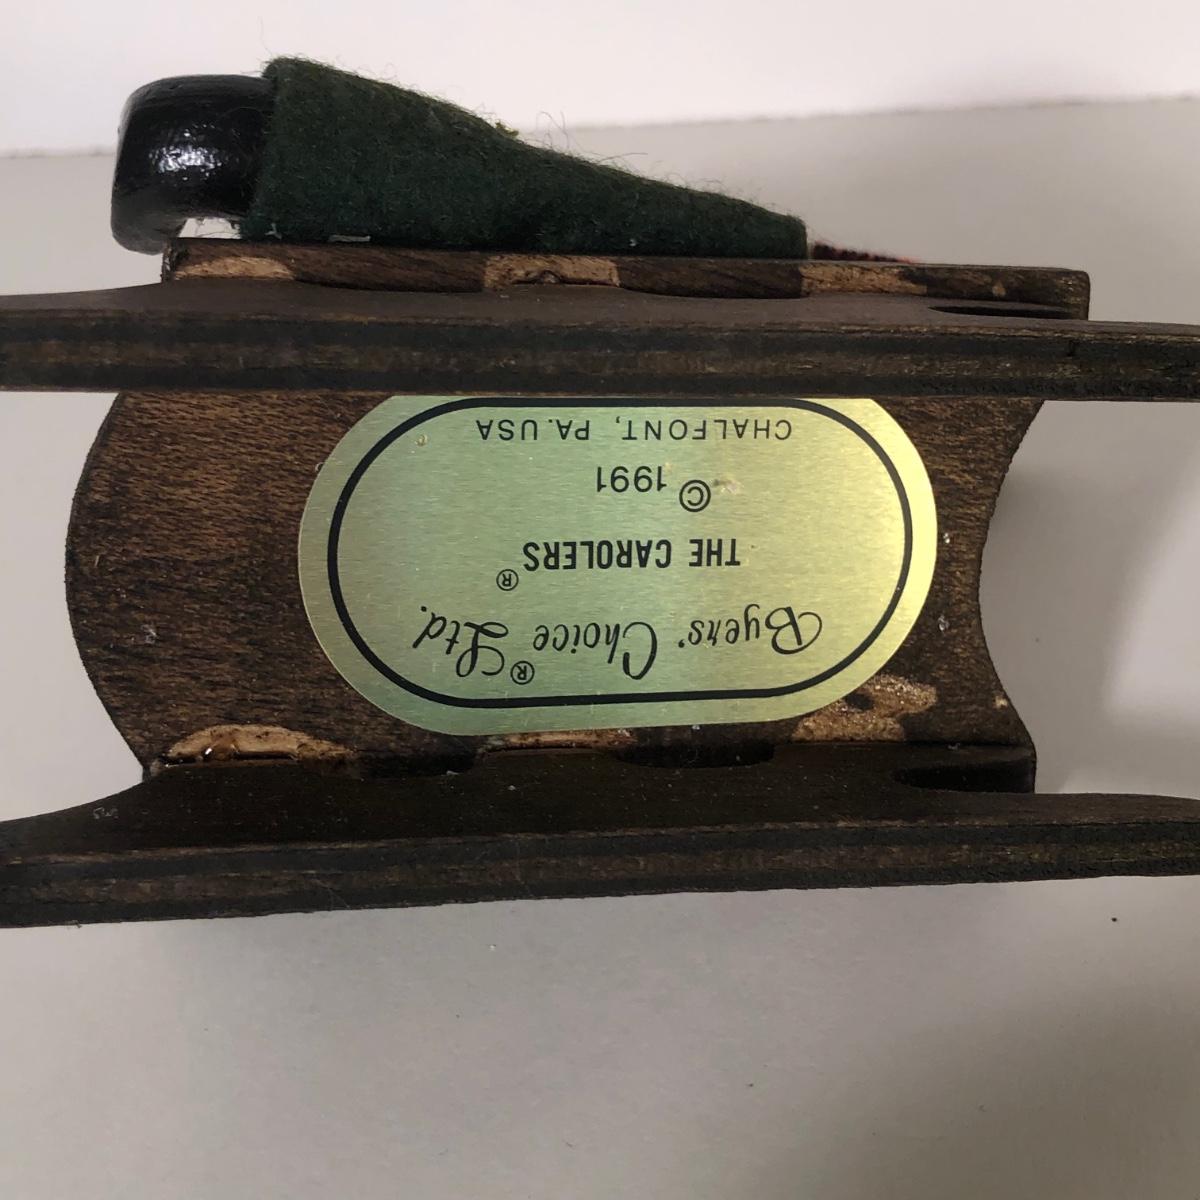 Byers' Choice Ltd.®
THE CAROLERS®
© 1991
CHALFONT, PA. USA